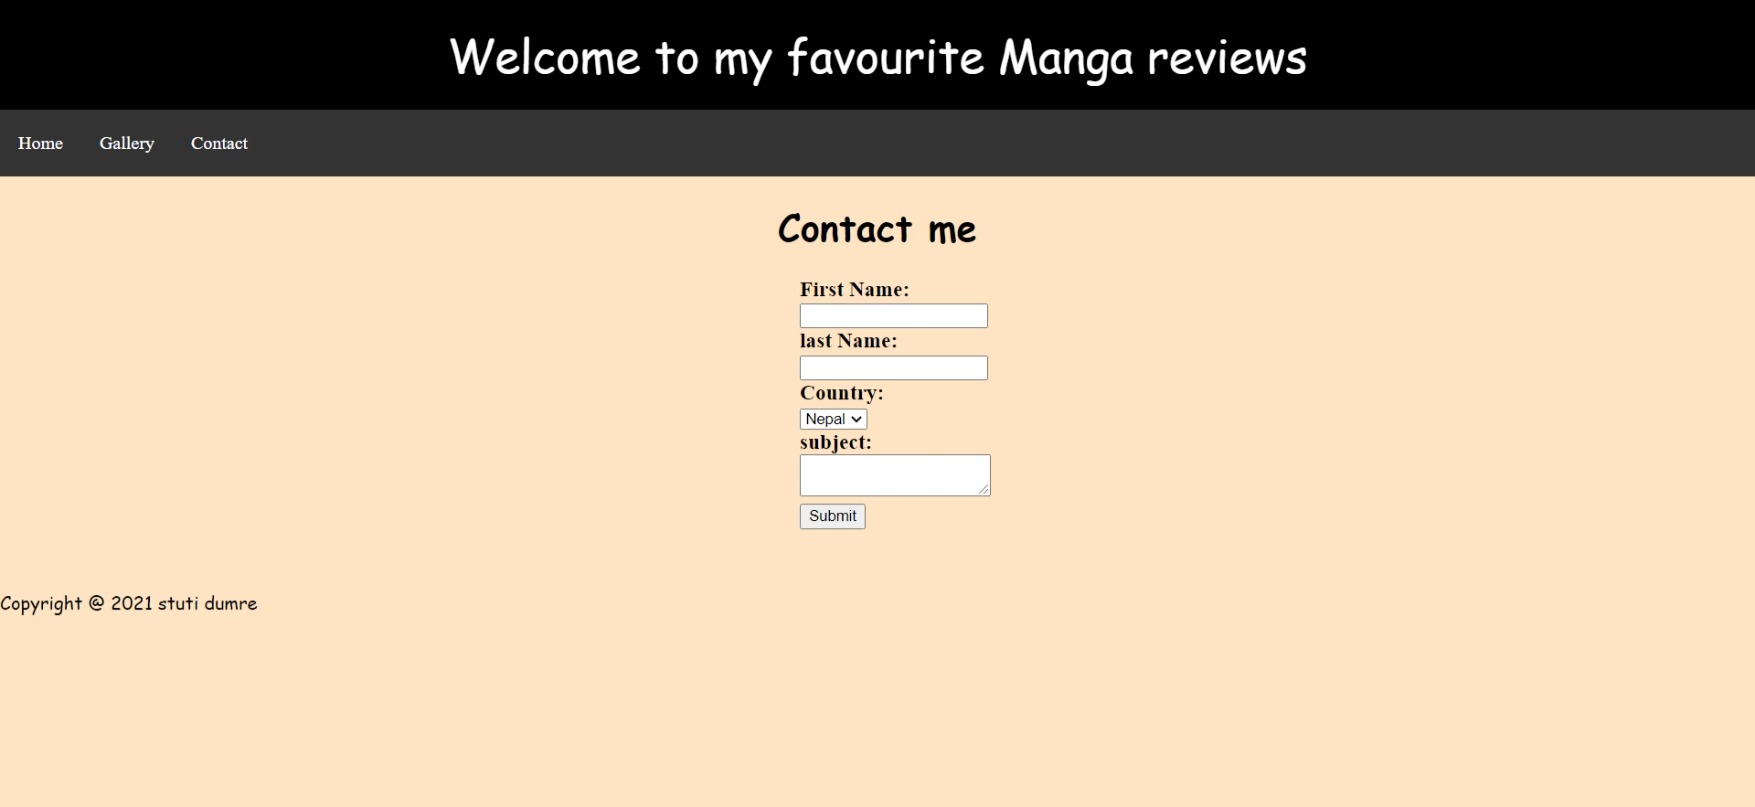 Welcome to my favourite Manga reviews
Home Gallery Contact
Contact me
First Name:
last Name:
Country:
Nepal
subject:
Submit
Copyright @ 2021 stuti dumre